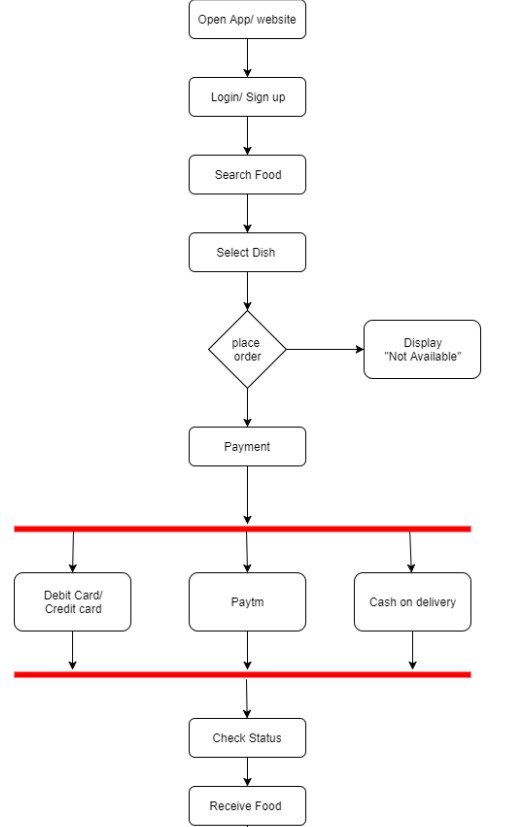 Open App/ website
Login/ Sign up
Search Food
Select Dish
place
order
Display
"Not Available"
Payment
Debit Card/
Credit card
Paytm
Cash on delivery
Check Status
Receive Food